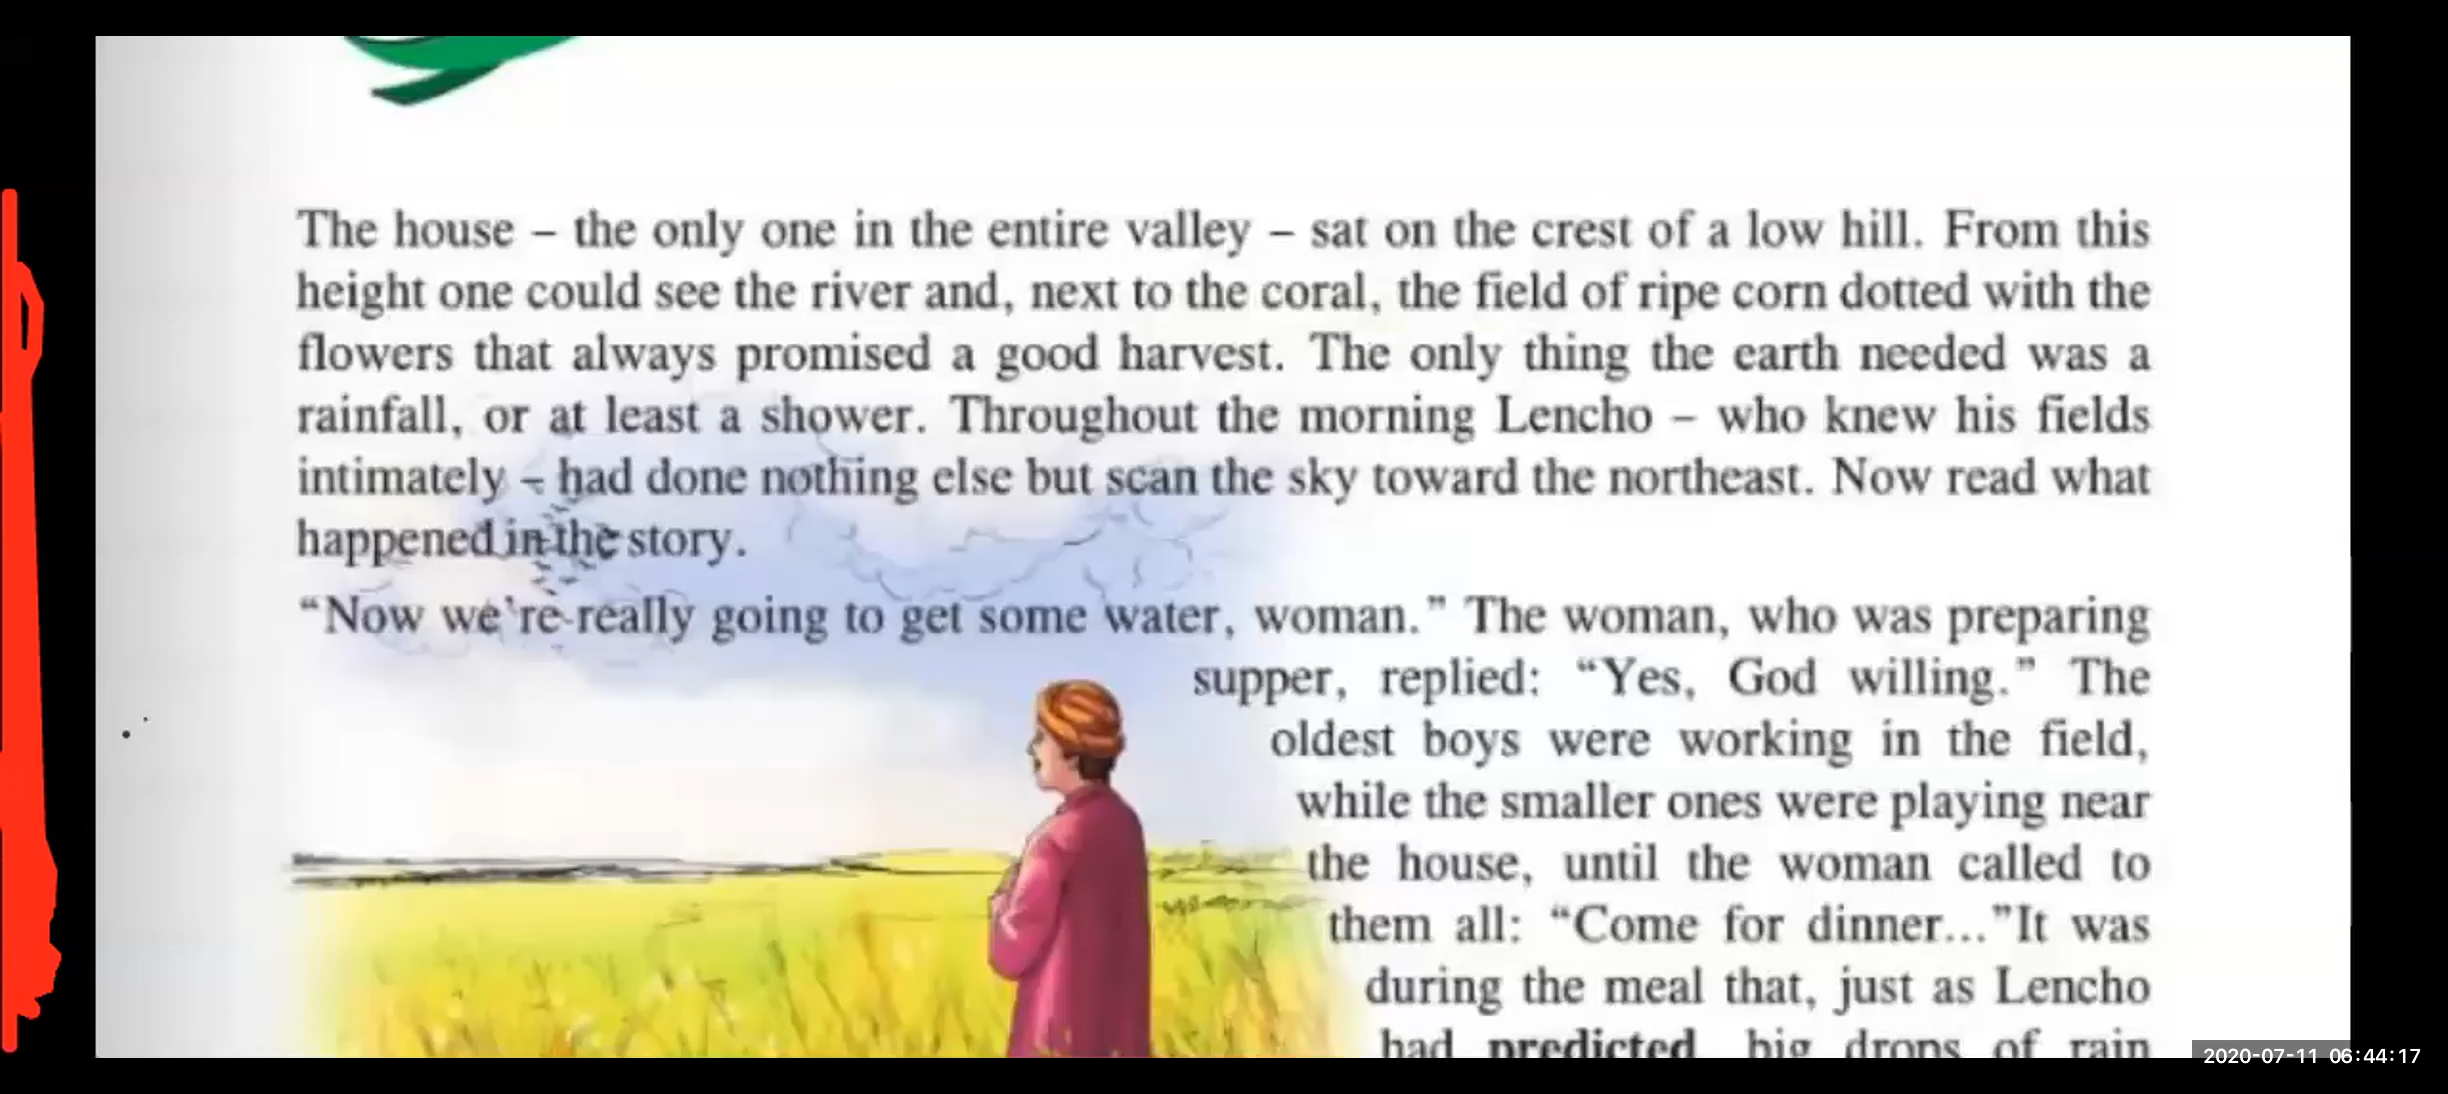 The house – the only one in the entire valley – sat on the crest of a low hill. From this
height one could see the river and, next to the coral, the field of ripe corn dotted with the
flowers that always promised a good harvest. The only thing the earth needed was a
rainfall, or at least a shower. Throughout the morning Lencho – who knew his fields
intimately – had done nothing else but scan the sky toward the northeast. Now read what
happened in the story.
“Now we’re really going to get some water, woman.” The woman, who was preparing
supper, replied: “Yes, God willing.” The
oldest boys were working in the field,
while the smaller ones were playing near
the house, until the woman called to
them all: “Come for dinner...”It was
during the meal that, just as Lencho
had predicted, big drops of rain
2020-07-11 06:44:17